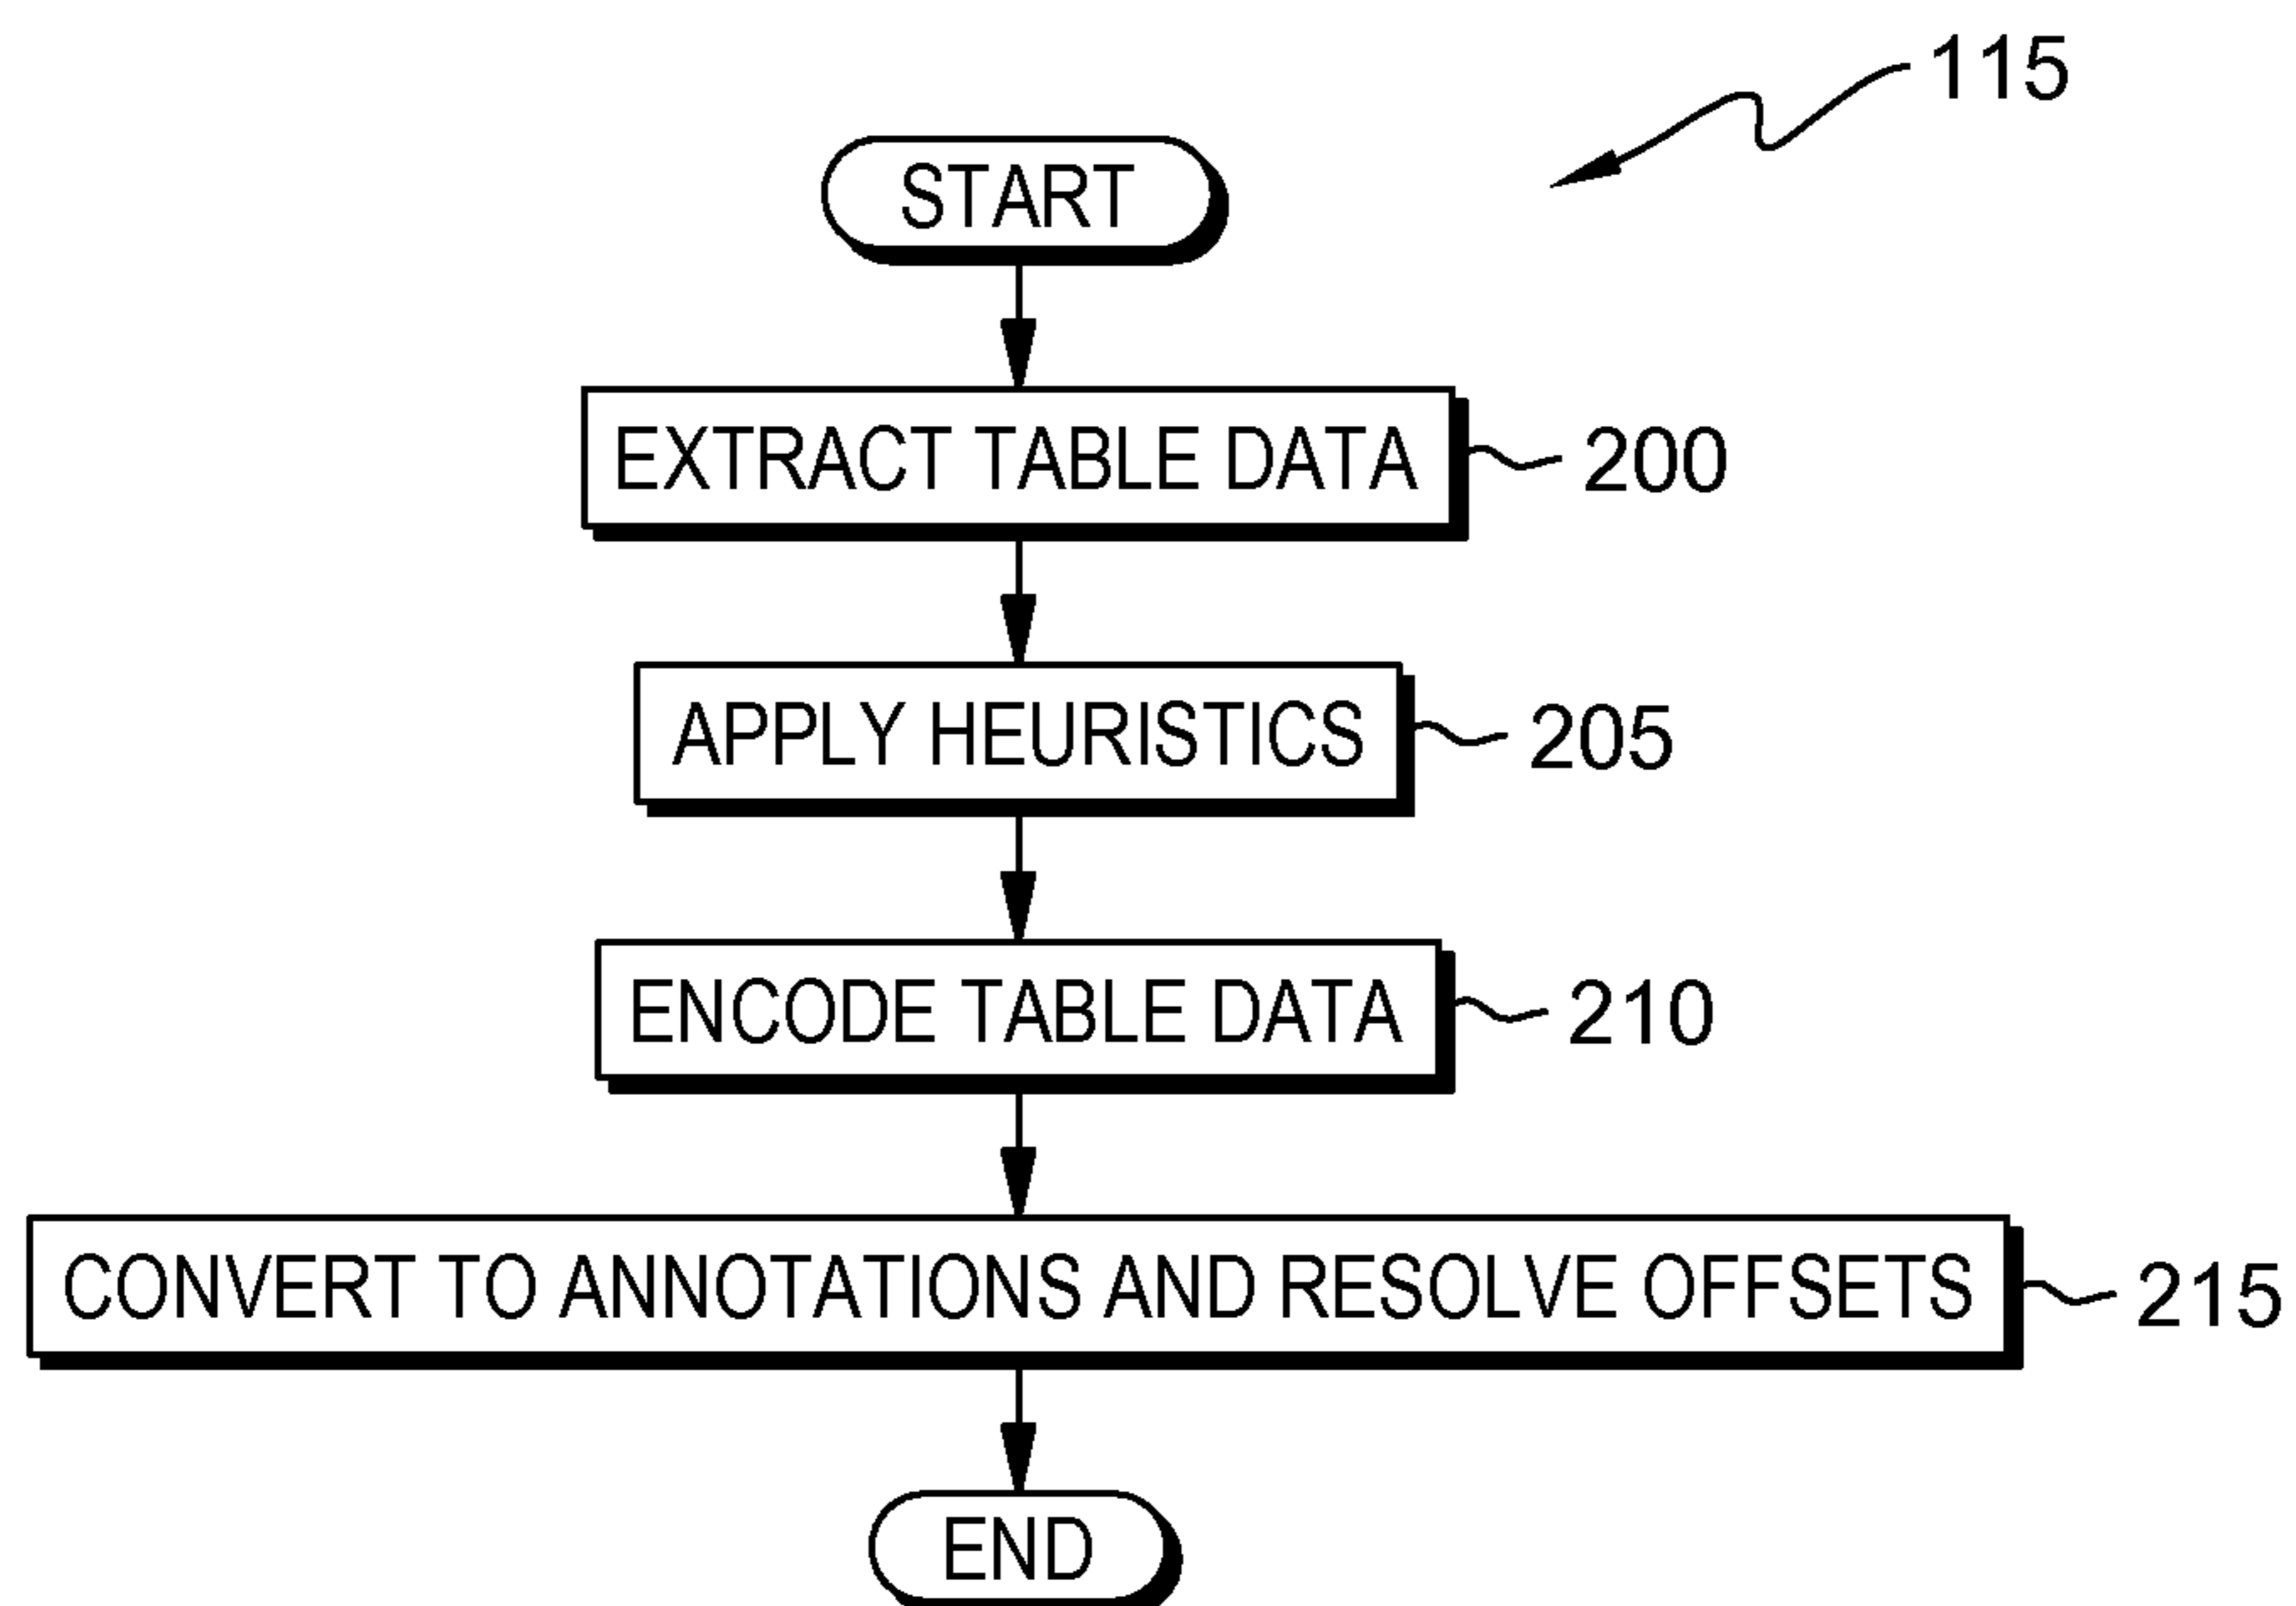 115
START
EXTRACT TABLE DATA 200
APPLY HEURISTICS 205
ENCODE TABLE DATA 210
CONVERT TO ANNOTATIONS AND RESOLVE OFFSETS 215
END